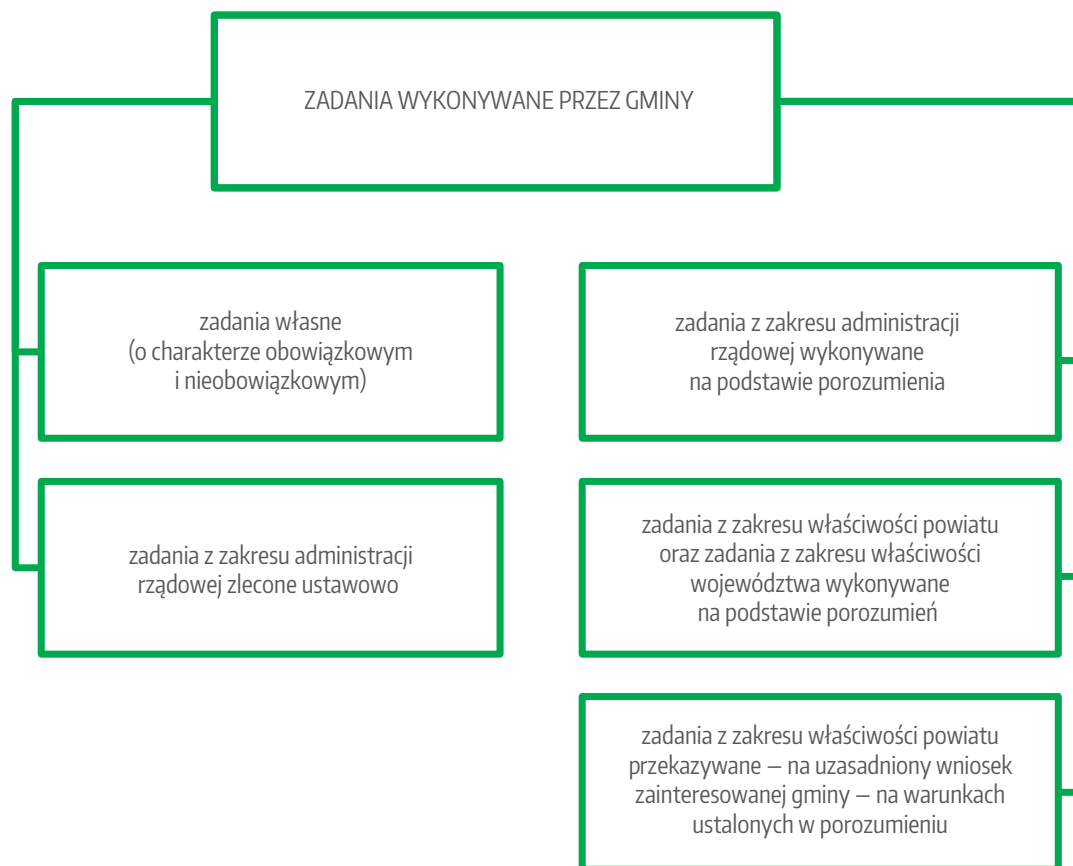 ZADANIA WYKONYWANE PRZEZ GMINY
zadania własne
(o charakterze obowiązkowym
i nieobowiązkowym)
zadania z zakresu administracji
rządowej zlecone ustawowo
zadania z zakresu administracji
rządowej wykonywane
na podstawie porozumienia
zadania z zakresu właściwości powiatu
oraz zadania z zakresu właściwości
województwa wykonywane
na podstawie porozumień
zadania z zakresu właściwości powiatu
przekazywane – na uzasadniony wniosek
zainteresowanej gminy – na warunkach
ustalonych w porozumieniu